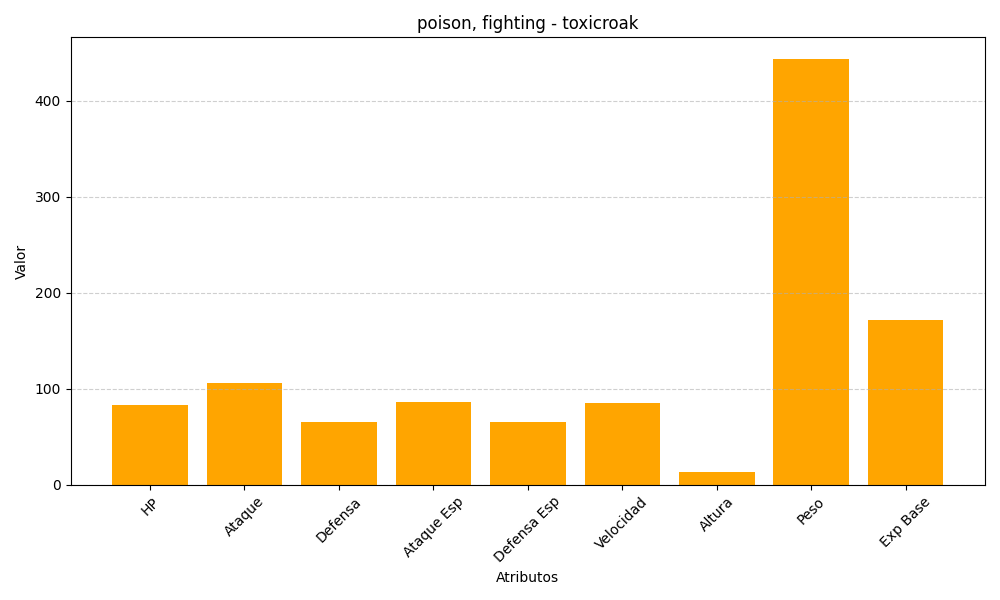 poison, fighting - toxicroak
Valor
400
300
200
100
0
HP
Ataque
Defensa
Ataque Esp
Defensa Esp
Velocidad
Altura
Peso
Exp Base
Atributos